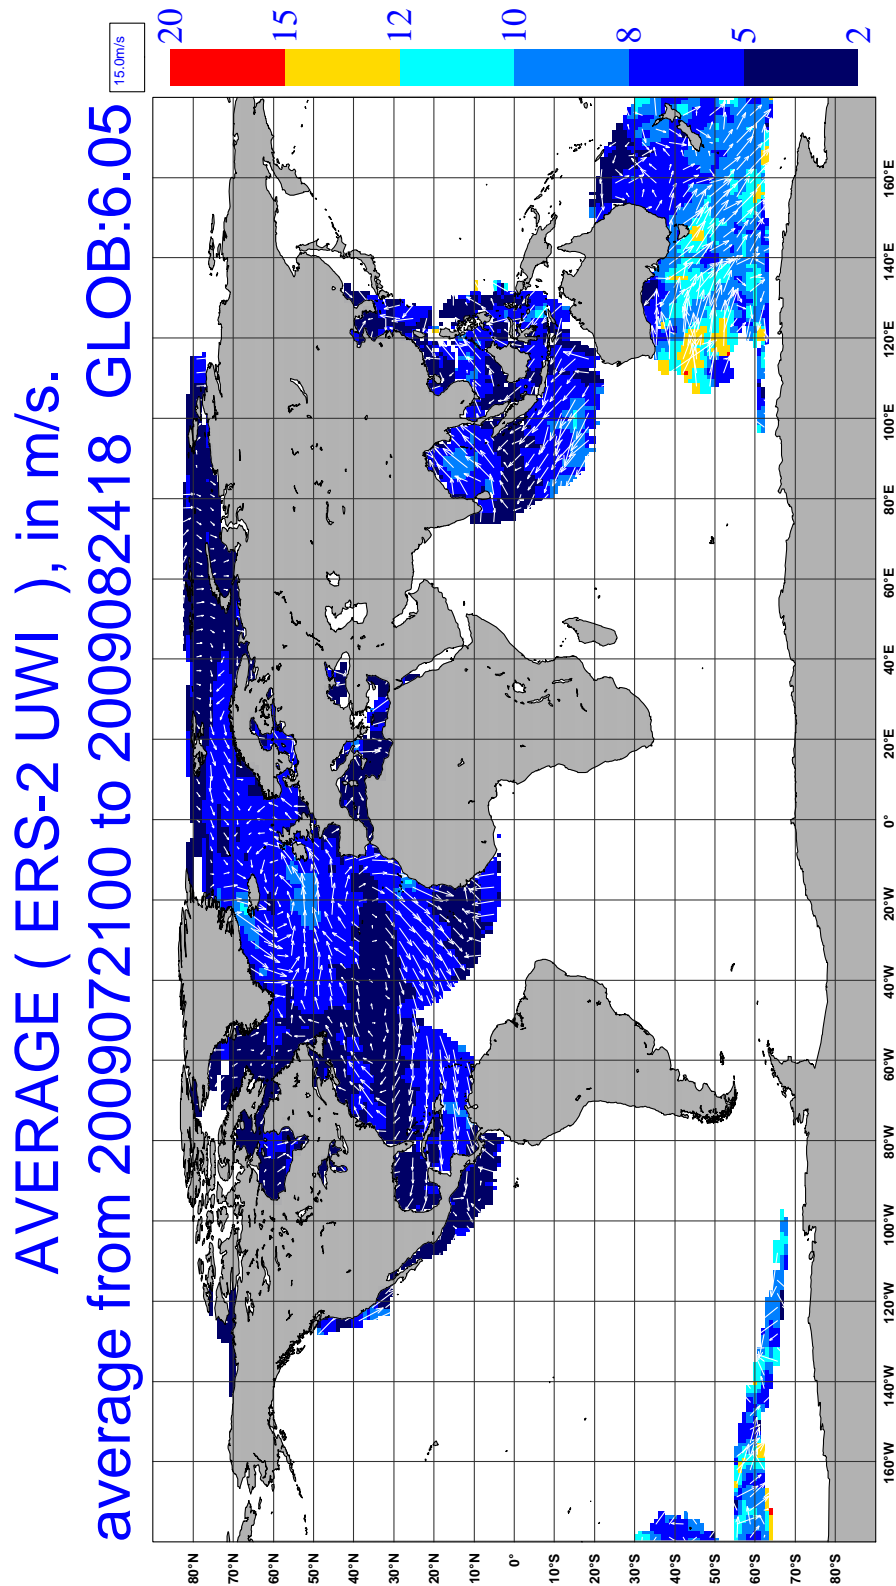 AVERAGE ( ERS-2 UWI ), in m/s.
average from 2009072100 to 2009082418 GLOB:6.05
15.0m/s
20
15
12
10
8
5
2
80°N
70°N
60°N
50°N
40°N
30°N
20°N
10°N
0°
10°S
20°S
30°S
40°S
50°S
60°S
70°S
80°S
160°W
140°W
120°W
100°W
80°W
60°W
40°W
20°W
0°
20°E
40°E
60°E
80°E
100°E
120°E
140°E
160°E